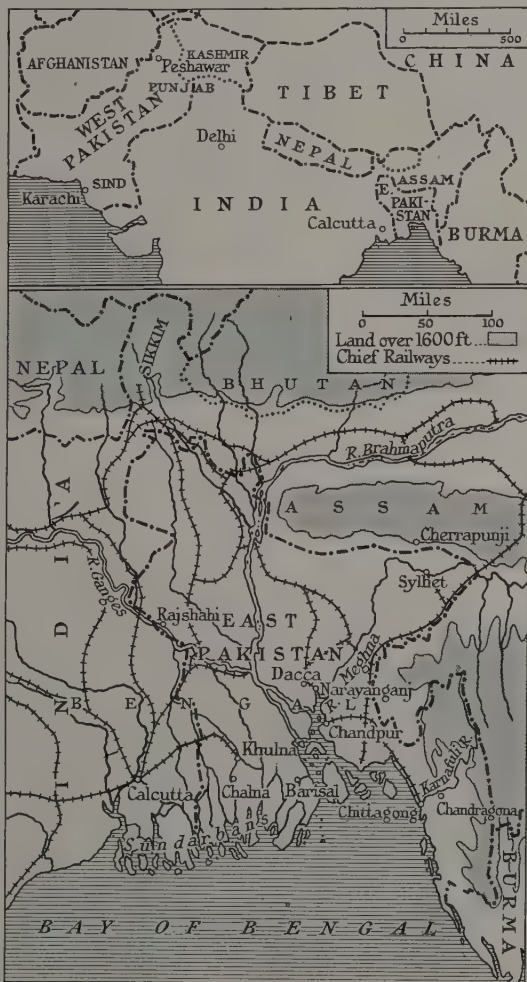 Miles
0 500
AFGHANISTAN
KASHMIR
Peshawar
PUNJAB
CHINA
WEST
PAKISTAN
TIBET
Delhi
NEPAL
SIND
Karachi
INDIA
E.
PAKI-
STAN
ASSAM
Calcutta
BURMA
Miles
0 50 100
Land over 1600 ft
Chief Railways
NEPAL
SIKKIM
BHUTAN
R. Brahmaputra
ASSAM
Cherrapunji
R. Ganges
Sylhet
Rajshahi
EAST
PAKISTAN
INDIA
Dacca
R. Meghna
Narayanganj
BENGAL
Chandpur
Khulna
Karnafuli R.
Calcutta
Chalna
Barisal
Chittagong
Chandragona
Sundarbans
BURMA
BAY OF BENGAL